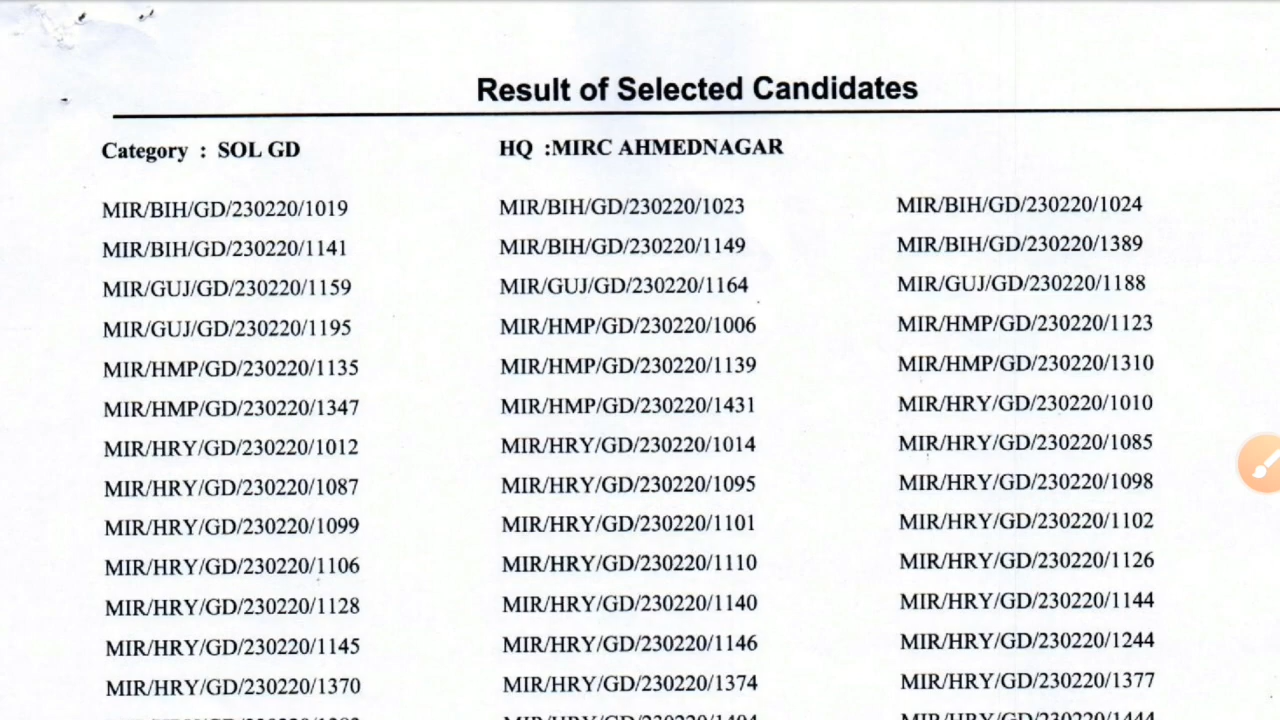 Result of Selected Candidates
Category : SOL GD HQ :MIRC AHMEDNAGAR
MIR/BIH/GD/230220/1019 MIR/BIH/GD/230220/1023 MIR/BIH/GD/230220/1024
MIR/BIH/GD/230220/1141 MIR/BIH/GD/230220/1149 MIR/BIH/GD/230220/1389
MIR/GUJ/GD/230220/1159 MIR/GUJ/GD/230220/1164 MIR/GUJ/GD/230220/1188
MIR/GUJ/GD/230220/1195 MIR/HMP/GD/230220/1006 MIR/HMP/GD/230220/1123
MIR/HMP/GD/230220/1135 MIR/HMP/GD/230220/1139 MIR/HMP/GD/230220/1310
MIR/HMP/GD/230220/1347 MIR/HMP/GD/230220/1431 MIR/HRY/GD/230220/1010
MIR/HRY/GD/230220/1012 MIR/HRY/GD/230220/1014 MIR/HRY/GD/230220/1085
MIR/HRY/GD/230220/1087 MIR/HRY/GD/230220/1095 MIR/HRY/GD/230220/1098
MIR/HRY/GD/230220/1099 MIR/HRY/GD/230220/1101 MIR/HRY/GD/230220/1102
MIR/HRY/GD/230220/1106 MIR/HRY/GD/230220/1110 MIR/HRY/GD/230220/1126
MIR/HRY/GD/230220/1128 MIR/HRY/GD/230220/1140 MIR/HRY/GD/230220/1144
MIR/HRY/GD/230220/1145 MIR/HRY/GD/230220/1146 MIR/HRY/GD/230220/1244
MIR/HRY/GD/230220/1370 MIR/HRY/GD/230220/1374 MIR/HRY/GD/230220/1377